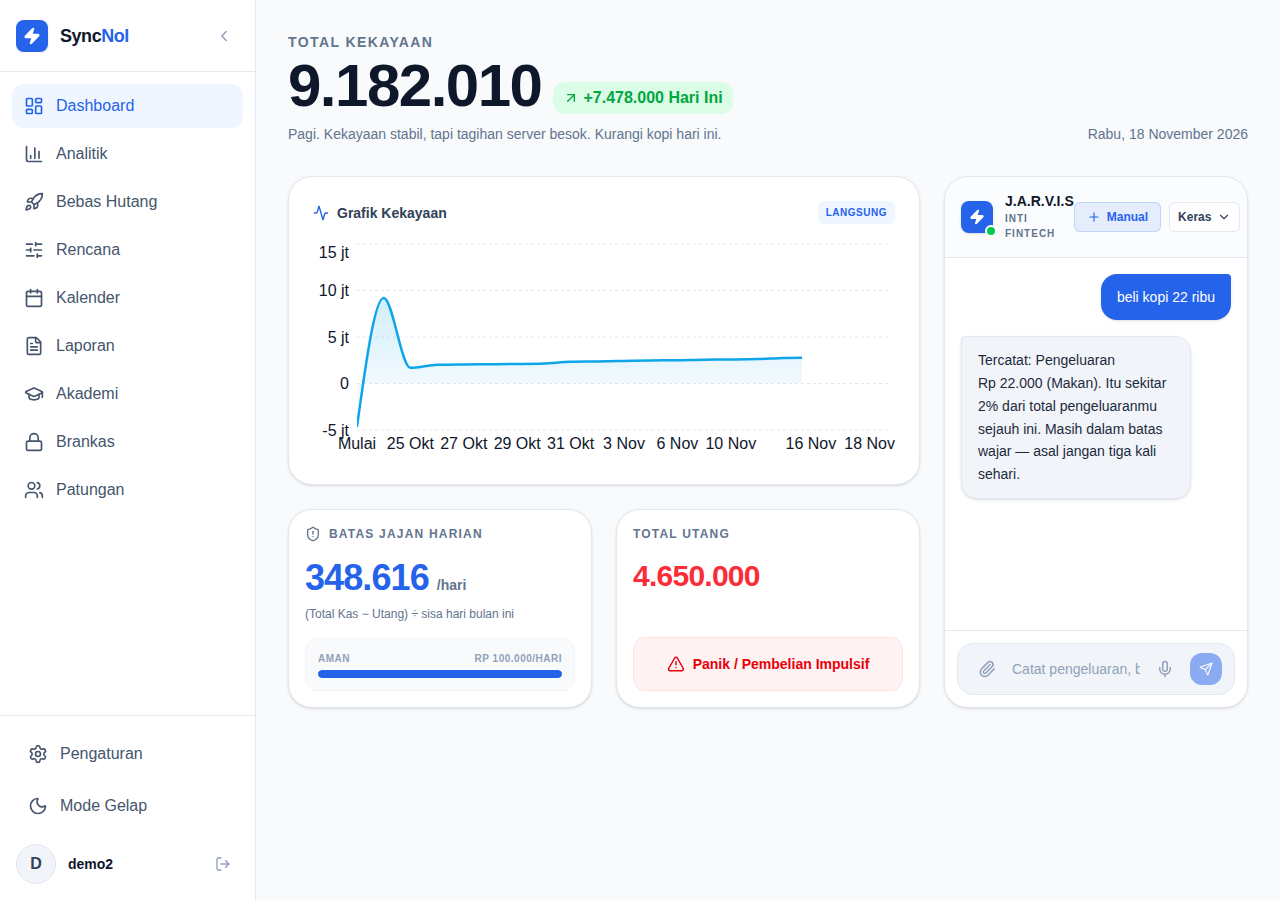 SyncNol
Dashboard
Analitik
Bebas Hutang
Rencana
Kalender
Laporan
Akademi
Brankas
Patungan
Pengaturan
Mode Gelap
D
demo2
TOTAL KEKAYAAN
9.182.010
+7.478.000 Hari Ini
Pagi. Kekayaan stabil, tapi tagihan server besok. Kurangi kopi hari ini.
Rabu, 18 November 2026
Grafik Kekayaan
LANGSUNG
15 jt
10 jt
5 jt
0
-5 jt
Mulai 25 Okt 27 Okt 29 Okt 31 Okt 3 Nov 6 Nov 10 Nov 16 Nov 18 Nov
BATAS JAJAN HARIAN
348.616 /hari
(Total Kas − Utang) ÷ sisa hari bulan ini
AMAN
RP 100.000/HARI
TOTAL UTANG
4.650.000
Panik / Pembelian Impulsif
J.A.R.V.I.S
INTI
FINTECH
Manual
Keras
beli kopi 22 ribu
Tercatat: Pengeluaran
Rp 22.000 (Makan). Itu sekitar
2% dari total pengeluaranmu
sejauh ini. Masih dalam batas
wajar — asal jangan tiga kali
sehari.
Catat pengeluaran,